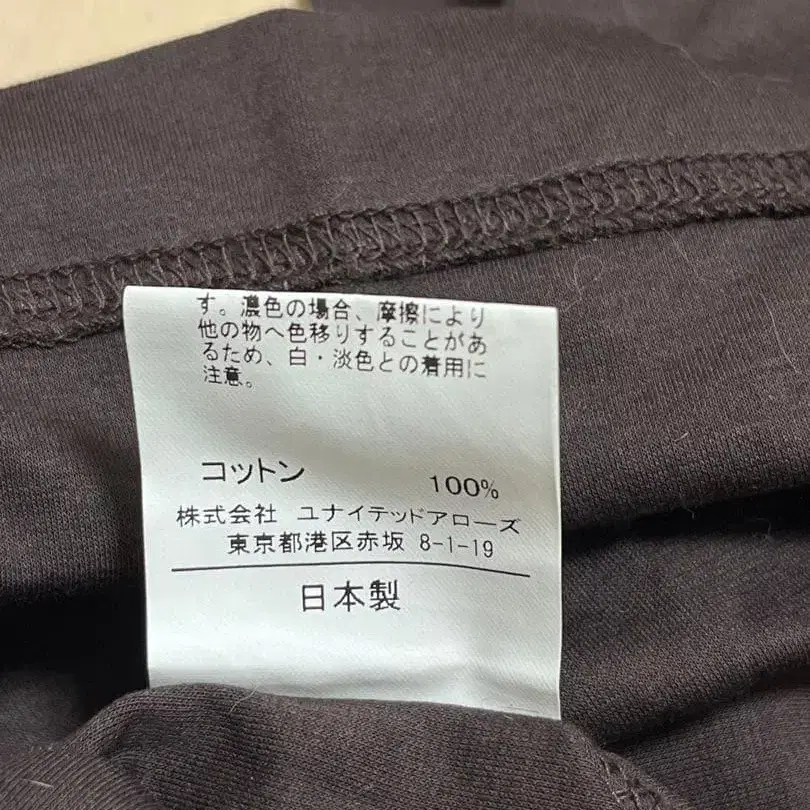 す。濃色の場合、摩擦により
他の物へ色移りすることがあ
るため、白・淡色との着用に
注意。
コットン 100%
株式会社 ユナイテッドアローズ
東京都港区赤坂 8-1-19
日本製